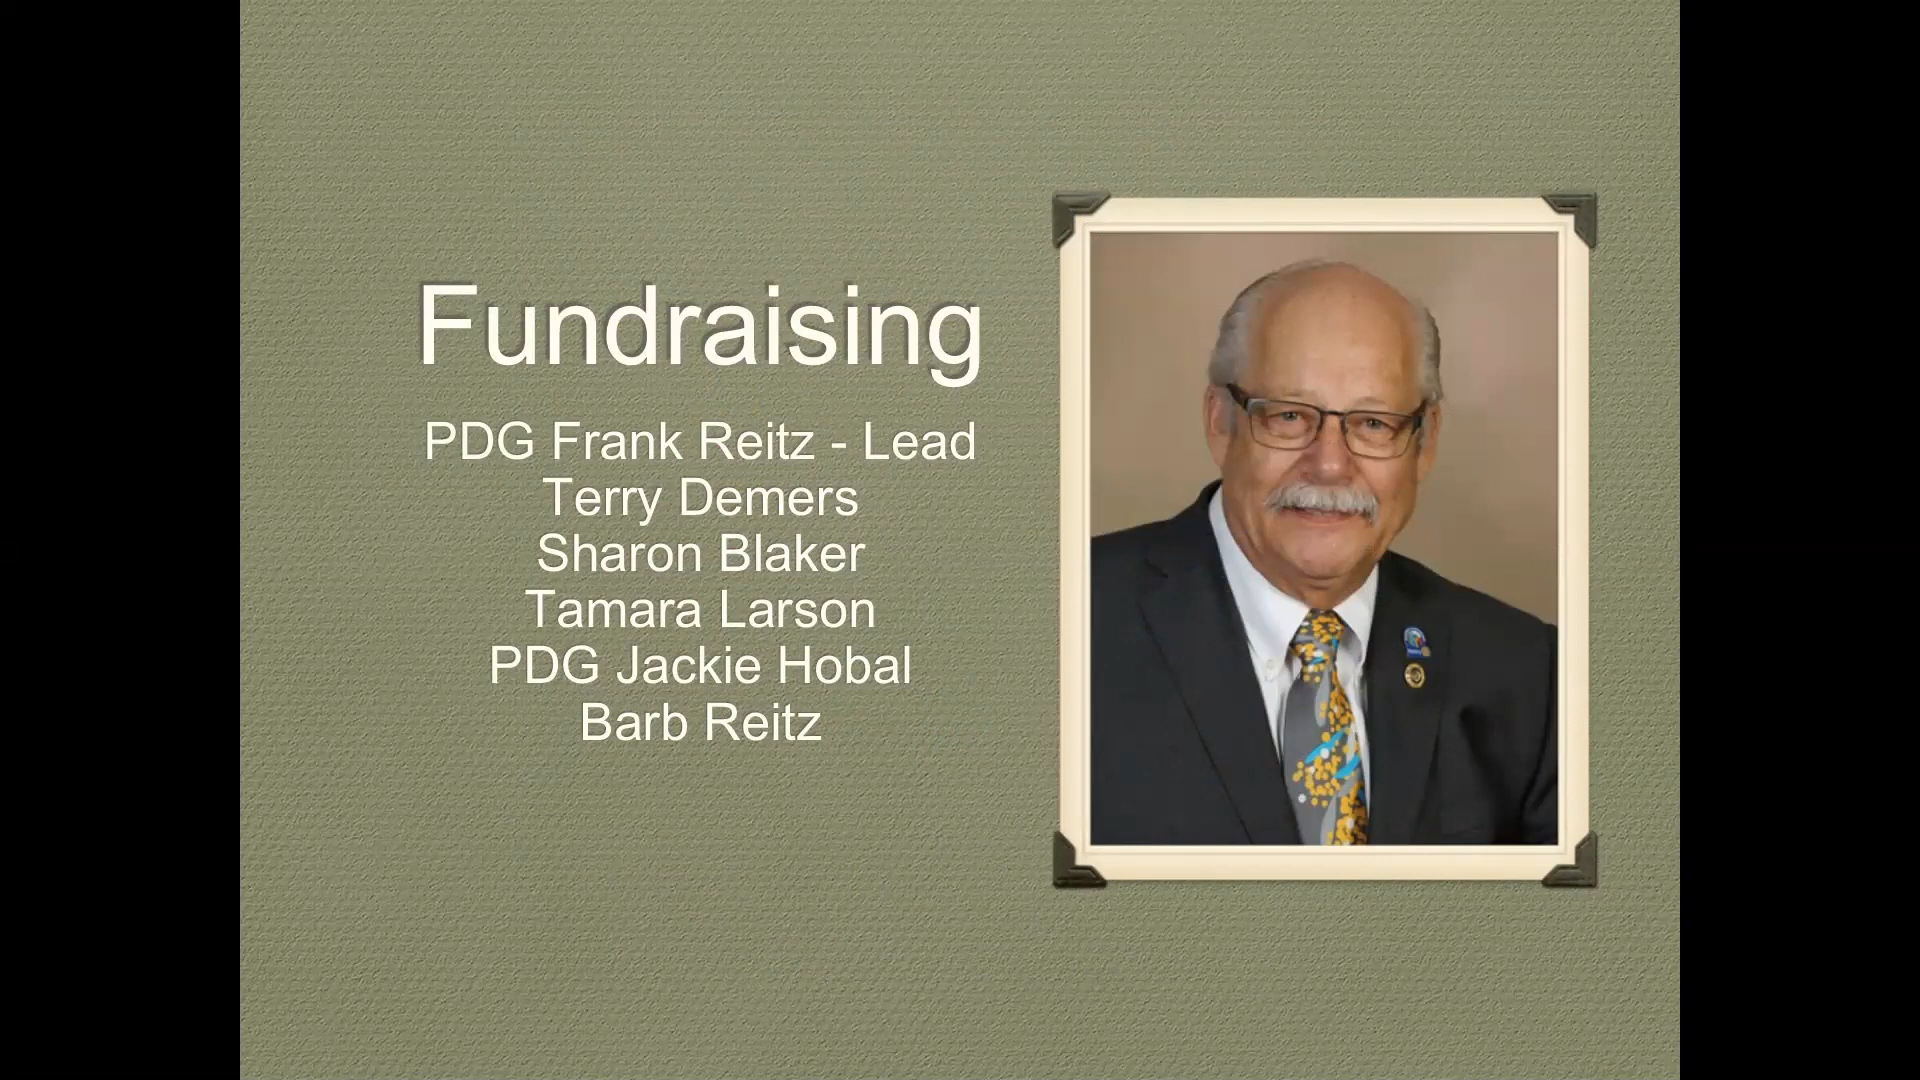 Fundraising
PDG Frank Reitz - Lead
Terry Demers
Sharon Blaker
Tamara Larson
PDG Jackie Hobal
Barb Reitz